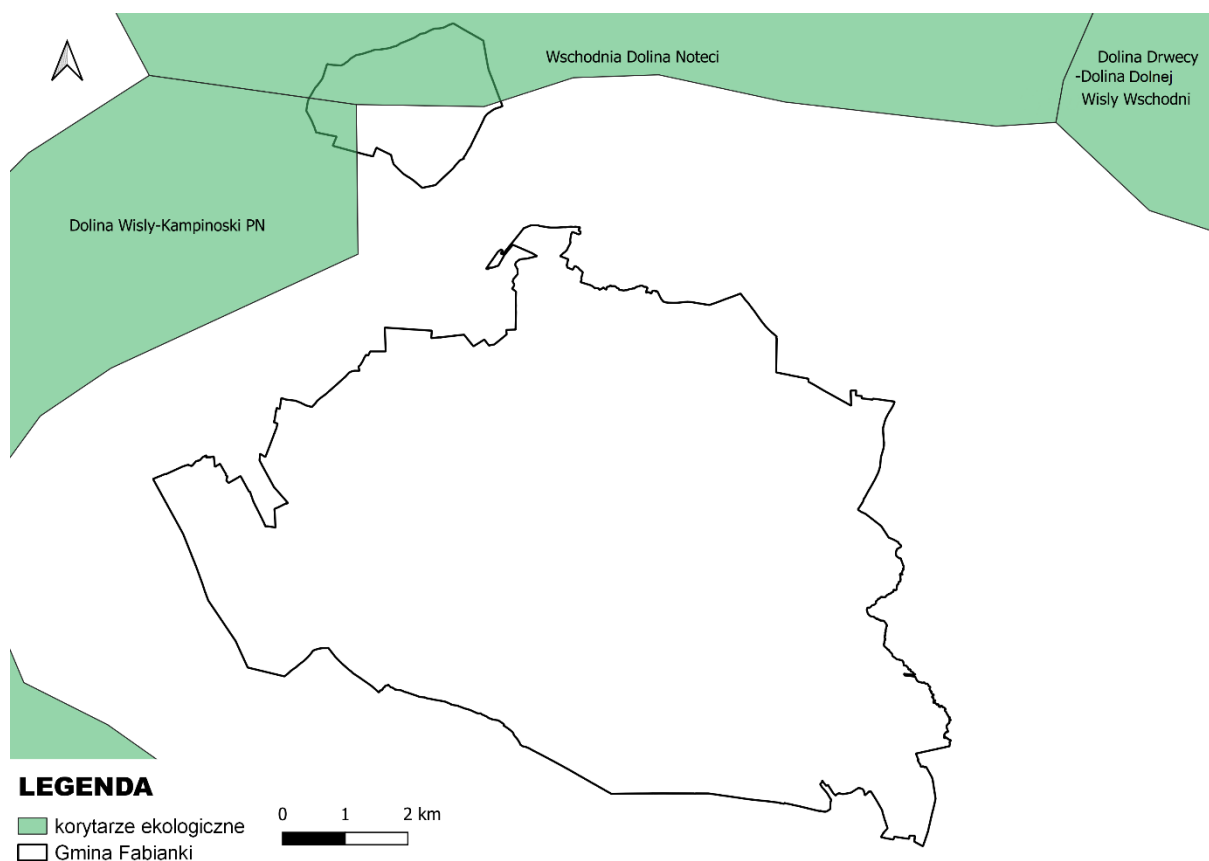 Wschodnia Dolina Noteci
Dolina Drwecy
-Dolina Dolnej
Wisly Wschodni
Dolina Wisly-Kampinoski PN
LEGENDA
korytarze ekologiczne
Gmina Fabianki
0 1 2 km